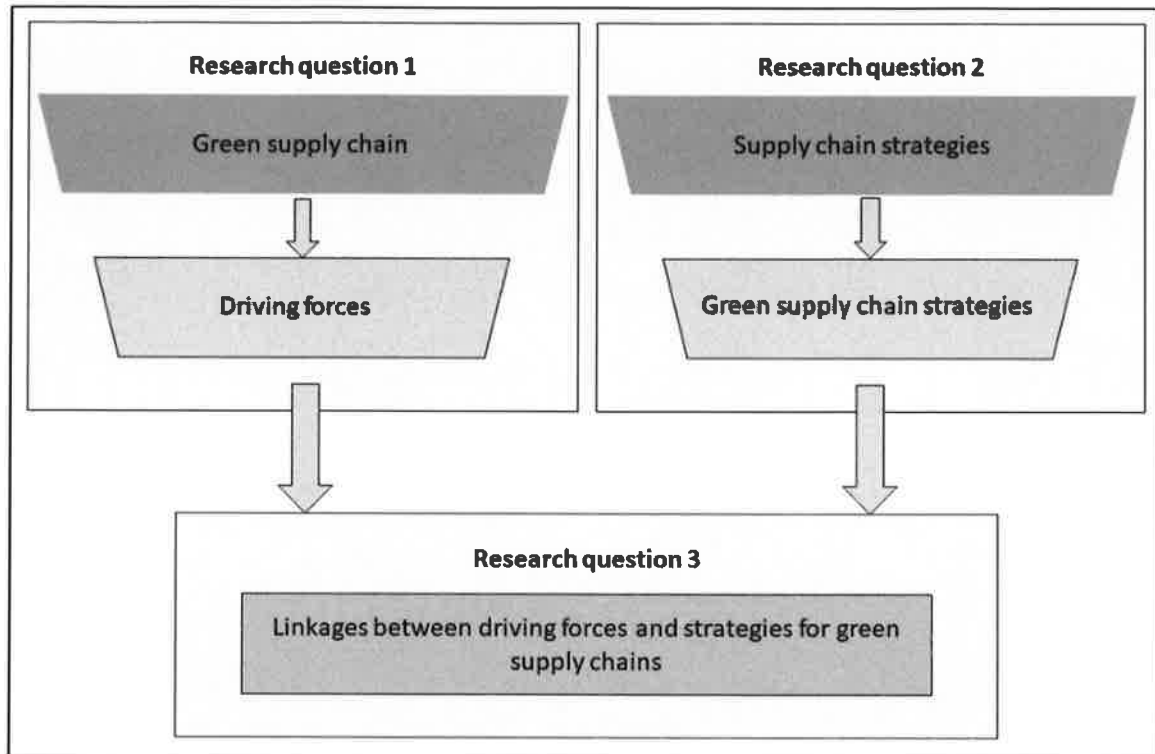 Research question 1
Green supply chain
Driving forces
Research question 2
Supply chain strategies
Green supply chain strategies
Research question 3
Linkages between driving forces and strategies for green
supply chains